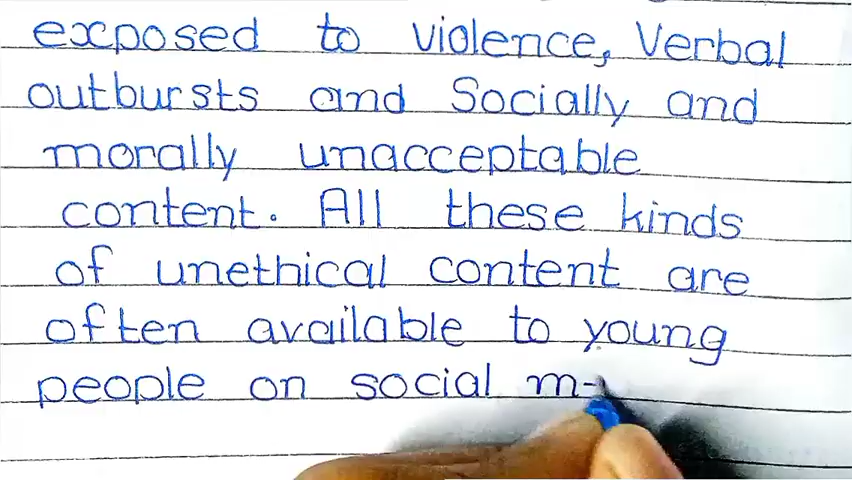 exposed to violence, Verbal
outbursts and Socially and
morally unacceptable
content. All these kinds
of unethical content are
often available to young
people on social m